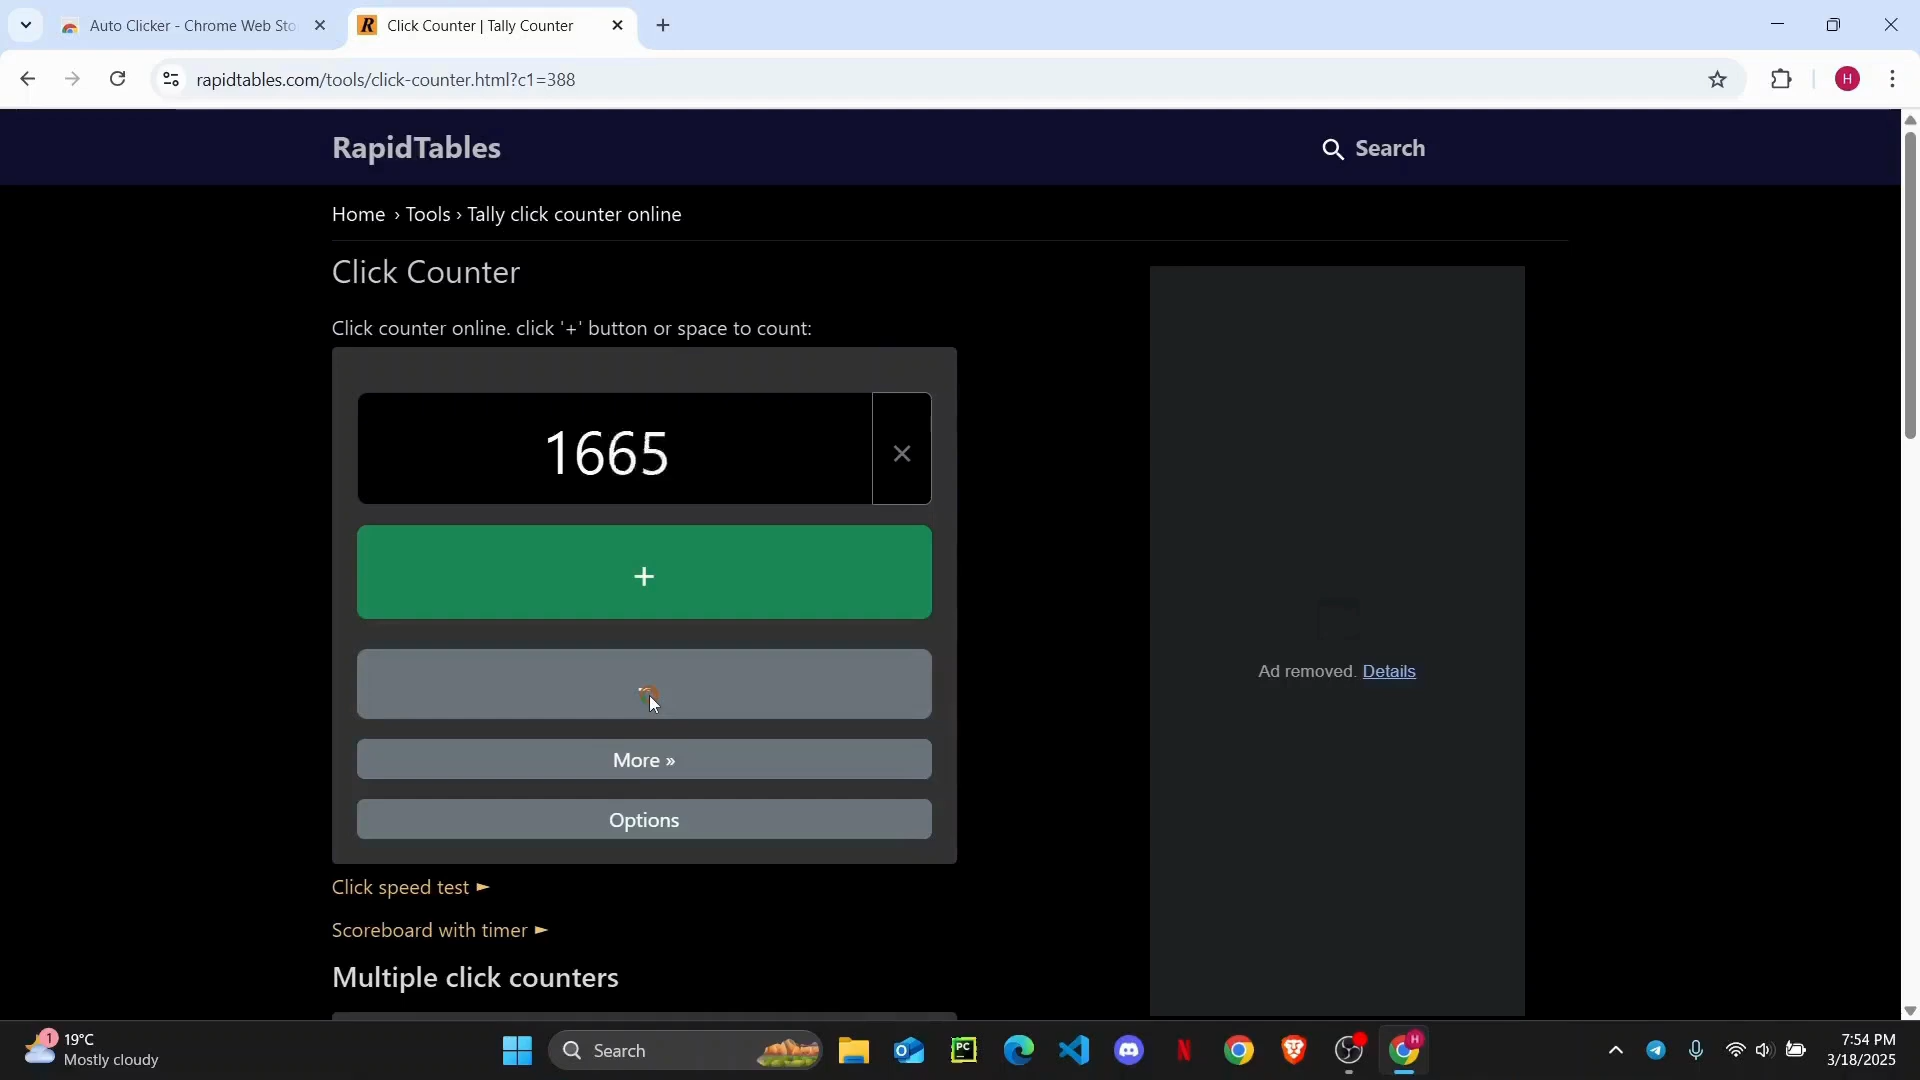 Auto Clicker - Chrome Web Sto
Click Counter | Tally Counter
rapidtables.com/tools/click-counter.html?c1=388
H
RapidTables
Search
Home › Tools › Tally click counter online
Click Counter
Click counter online. click '+' button or space to count:
1665
×
+
More »
Options
Ad removed. Details
Click speed test ►
Scoreboard with timer ►
Multiple click counters
1
19°C
Mostly cloudy
Search
PC
N
H
7:54 PM
3/18/2025